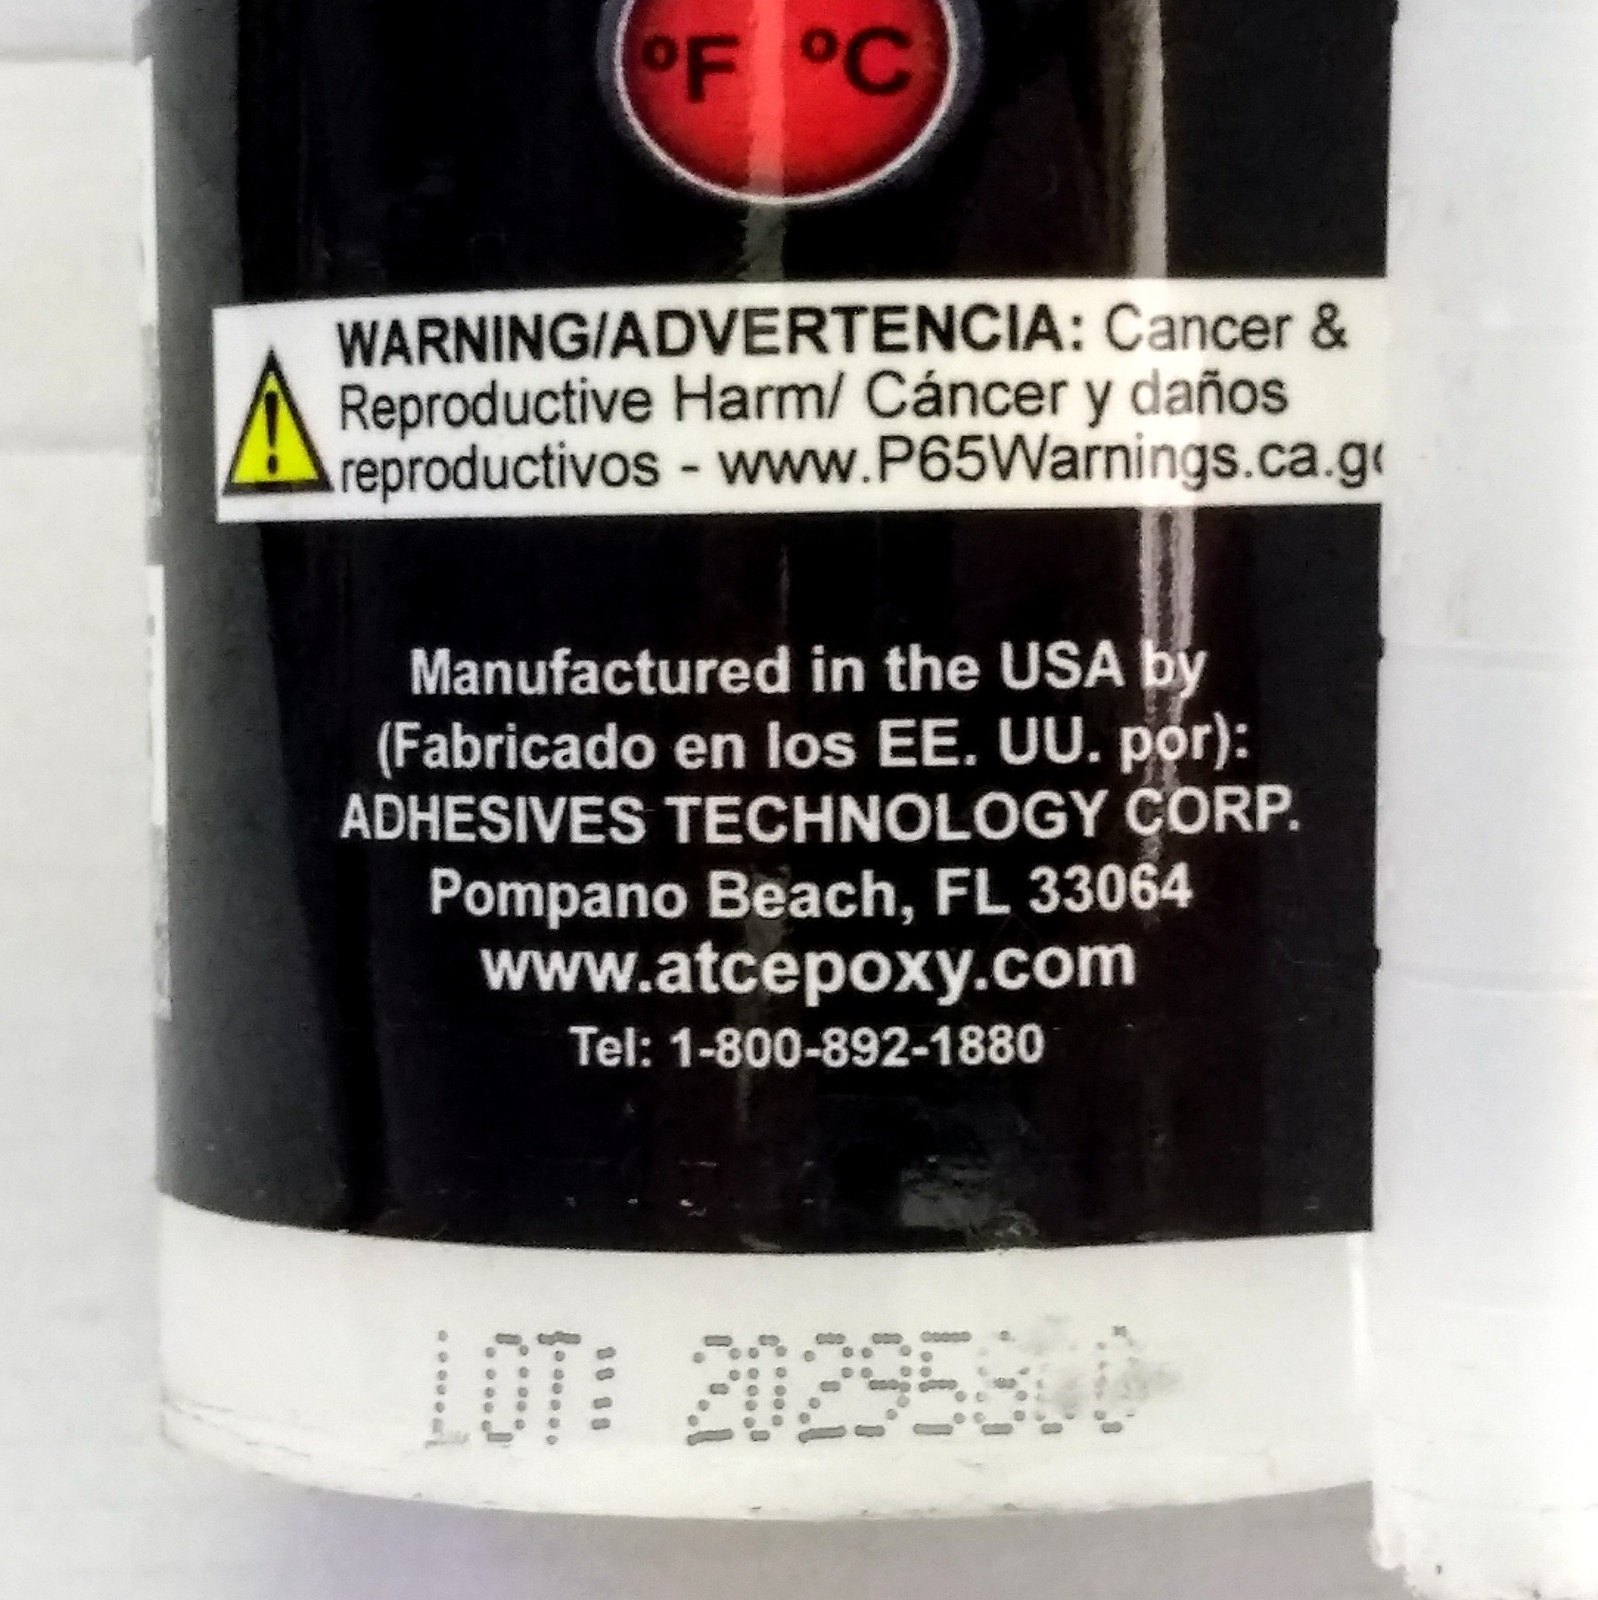 ºF ºC
WARNING/ADVERTENCIA: Cancer &
Reproductive Harm/ Cáncer y daños
reproductivos - www.P65Warnings.ca.go
Manufactured in the USA by
(Fabricado en los EE. UU. por):
ADHESIVES TECHNOLOGY CORP.
Pompano Beach, FL 33064
www.atcepoxy.com
Tel: 1-800-892-1880
LOT: